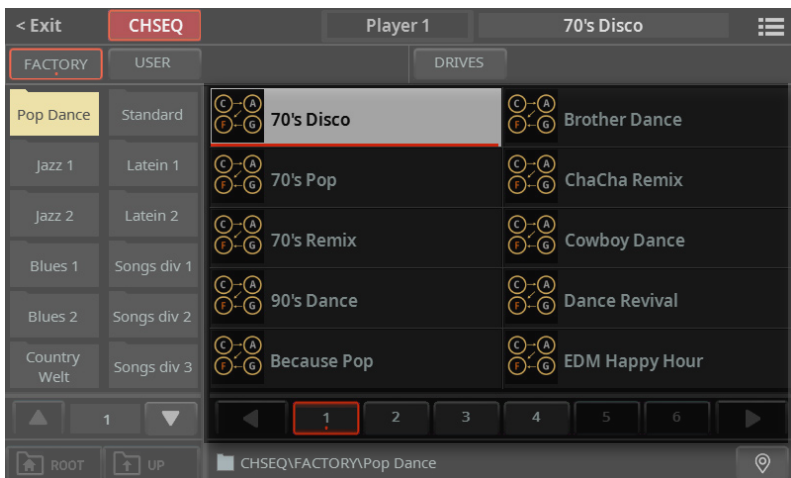 < Exit CHSEQ Player 1 70's Disco
FACTORY USER DRIVES
Pop Dance Standard
Jazz 1 Latein 1
Jazz 2 Latein 2
Blues 1 Songs div 1
Blues 2 Songs div 2
Country Welt Songs div 3
C A F G 70's Disco C A F G Brother Dance
C A F G 70's Pop C A F G ChaCha Remix
C A F G 70's Remix C A F G Cowboy Dance
C A F G 90's Dance C A F G Dance Revival
C A F G Because Pop C A F G EDM Happy Hour
1 1 2 3 4 5 6
ROOT UP CHSEQ\FACTORY\Pop Dance